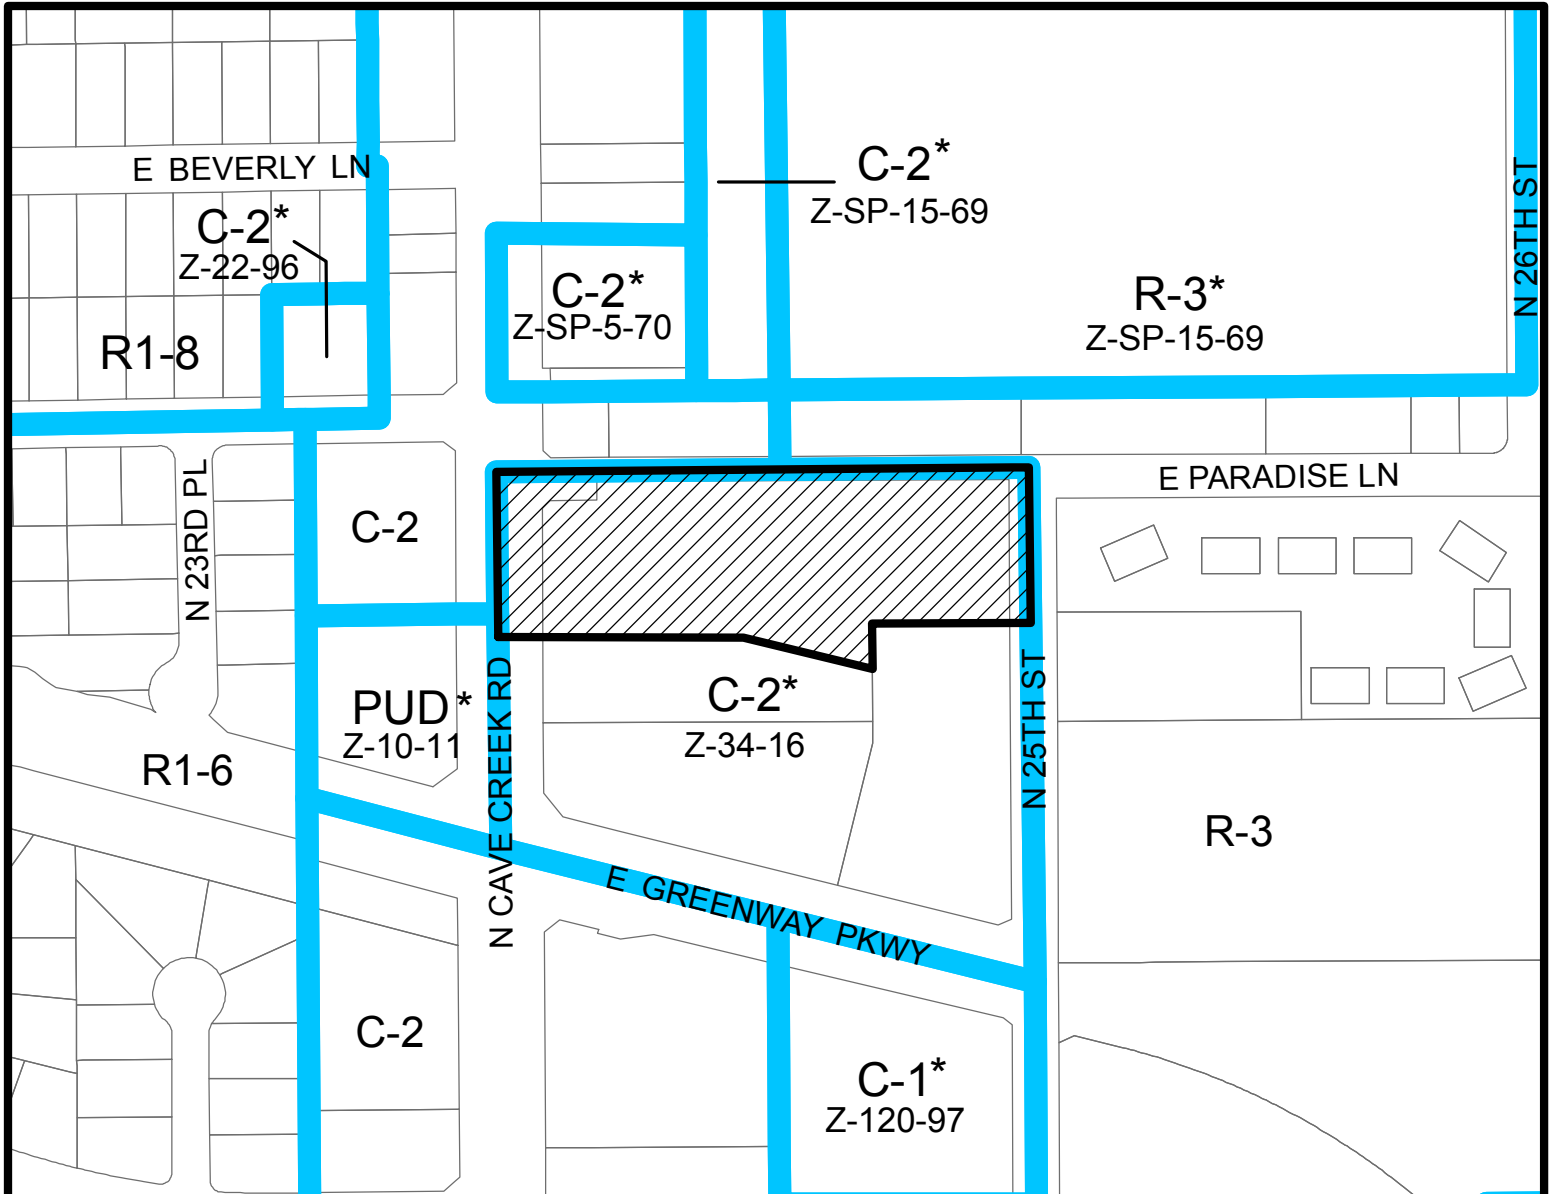 E BEVERLY LN
C-2*
Z-SP-15-69
N 26TH ST
C-2*
Z-22-96
C-2*
Z-SP-5-70
R-3*
Z-SP-15-69
R1-8
E PARADISE LN
N 23RD PL
C-2
PUD*
Z-10-11
N CAVE CREEK RD
C-2*
Z-34-16
N 25TH ST
R1-6
R-3
E GREENWAY PKWY
C-2
C-1*
Z-120-97